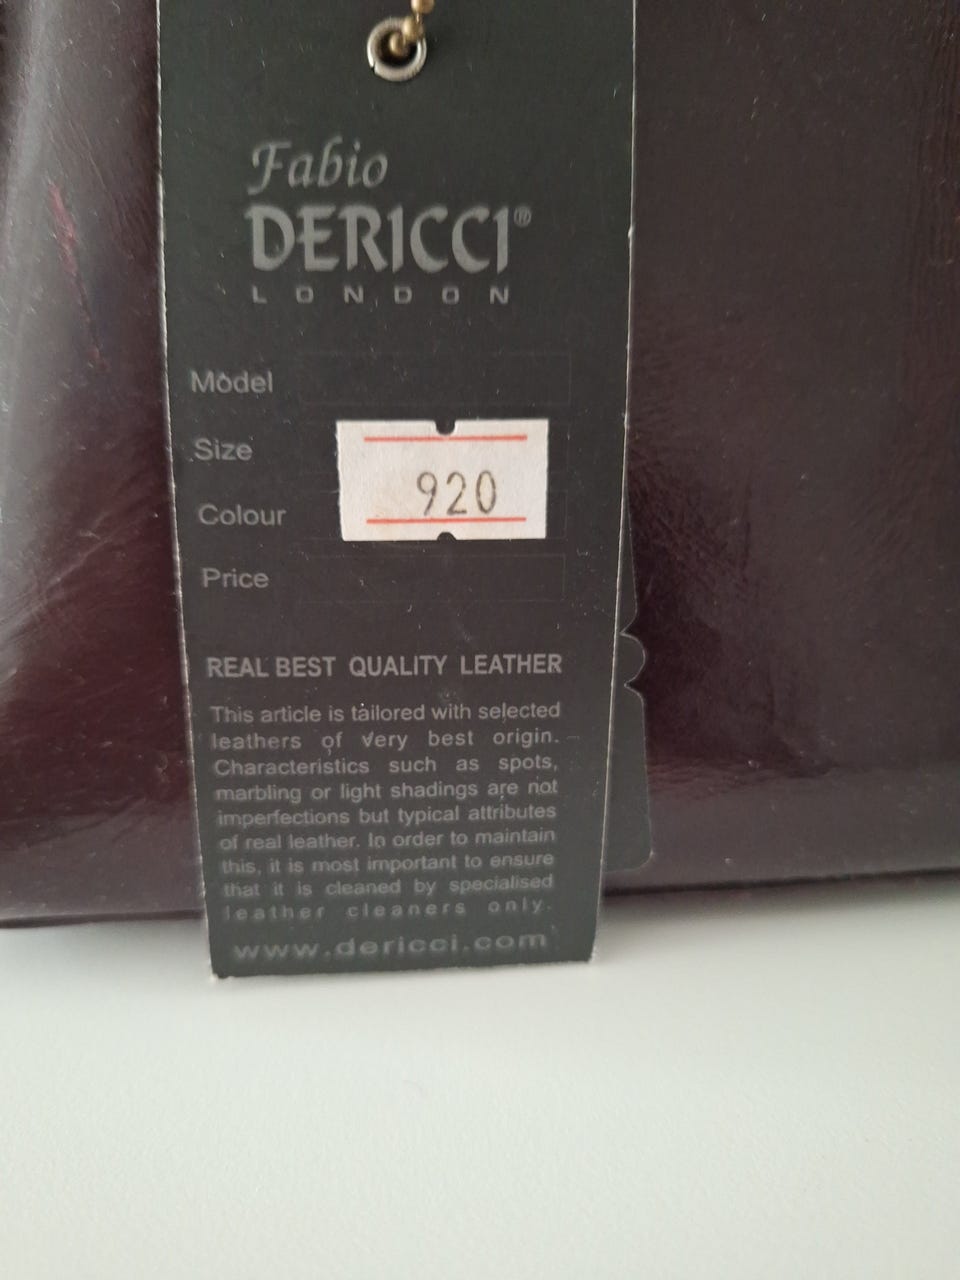 Fabio
DERICCI®
LONDON
Model
Size
920
Colour
Price
REAL BEST QUALITY LEATHER
This article is tailored with selected
leathers of very best origin.
Characteristics such as spots,
marbling or light shadings are not
imperfections but typical attributes
of real leather. In order to maintain
this, it is most important to ensure
that it is cleaned by specialised
leather cleaners only.
www.dericci.com